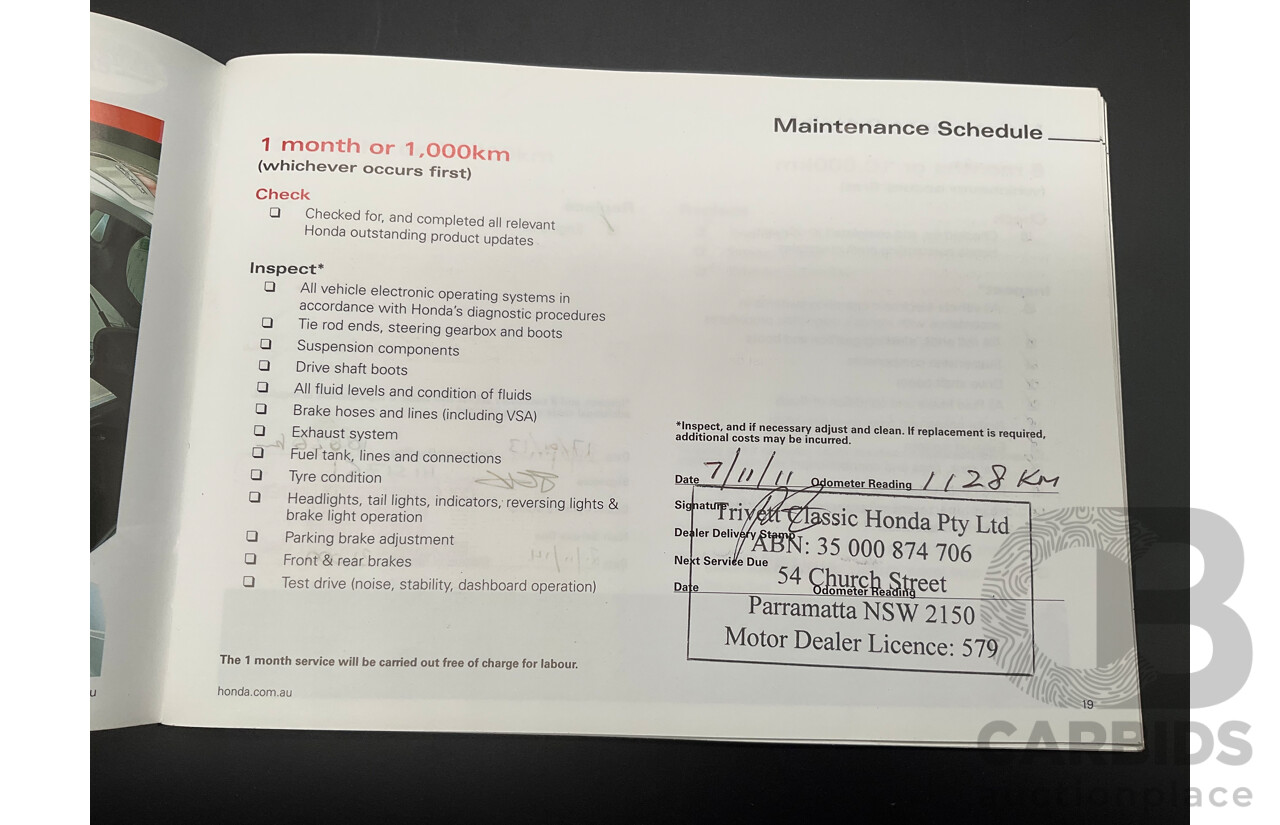 Maintenance Schedule
1 month or 1,000km
(whichever occurs first)
Check
❏ Checked for, and completed all relevant
Honda outstanding product updates
Inspect*
❏ All vehicle electronic operating systems in
accordance with Honda's diagnostic procedures
❏ Tie rod ends, steering gearbox and boots
❏ Suspension components
❏ Drive shaft boots
❏ All fluid levels and condition of fluids
❏ Brake hoses and lines (including VSA)
❏ Exhaust system
❏ Fuel tank, lines and connections
❏ Tyre condition
❏ Headlights, tail lights, indicators, reversing lights &
brake light operation
❏ Parking brake adjustment
❏ Front & rear brakes
❏ Test drive (noise, stability, dashboard operation)
The 1 month service will be carried out free of charge for labour.
honda.com.au
*Inspect, and if necessary adjust and clean. If replacement is required,
additional costs may be incurred.
Date 7/11/11 Odometer Reading 1128 KM
Signature
Dealer Delivery Stamp
Next Service Due
Date Odometer Reading
Trivett Classic Honda Pty Ltd
ABN: 35 000 874 706
54 Church Street
Parramatta NSW 2150
Motor Dealer Licence: 579
19
u
CB
CARBIDS
auctionplace